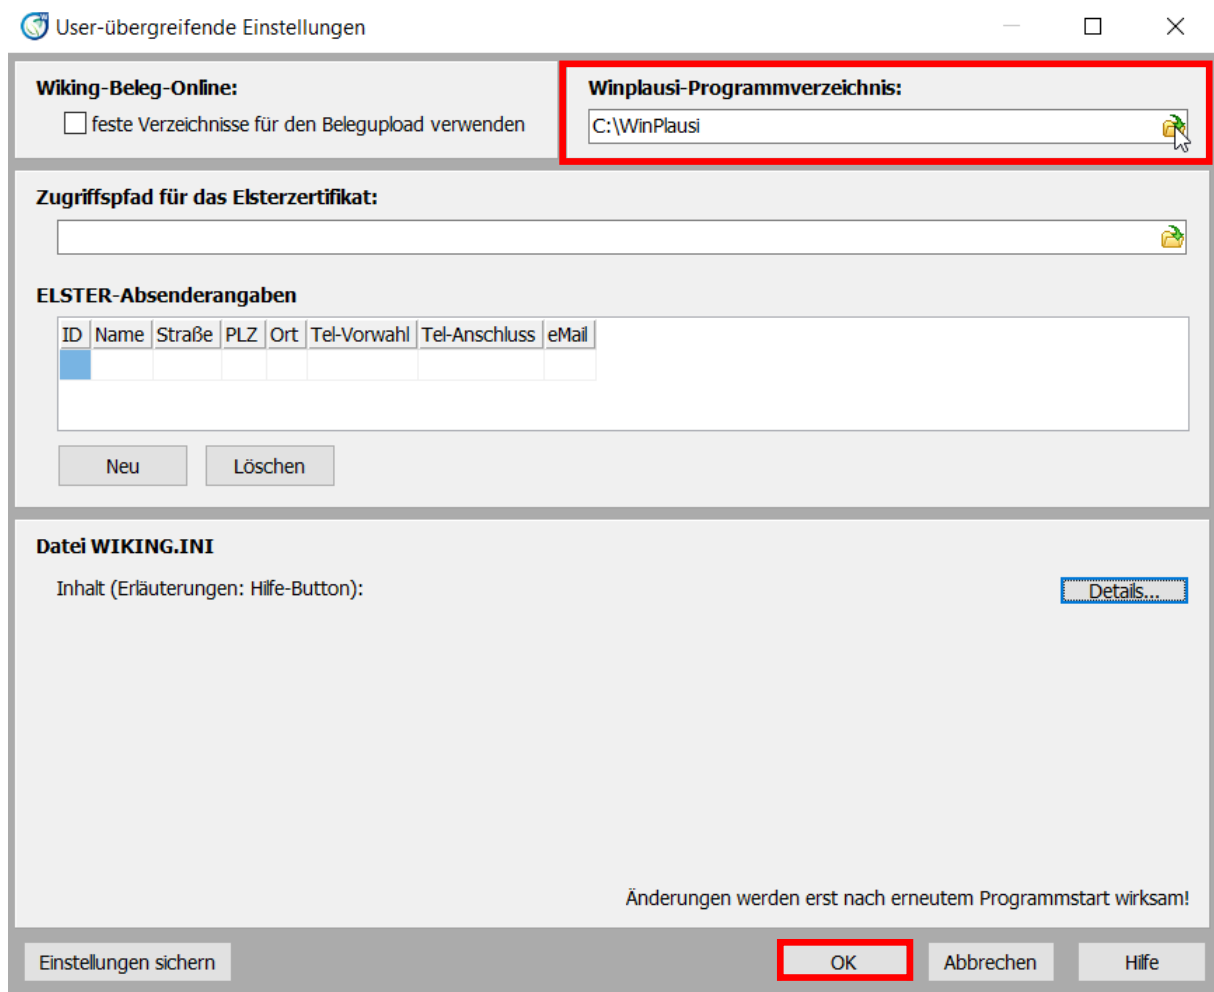 User-übergreifende Einstellungen
Wiking-Beleg-Online:
feste Verzeichnisse für den Belegupload verwenden
Winplausi-Programmverzeichnis:
C:\WinPlausi
Zugriffspfad für das Elsterzertifikat:
ELSTER-Absenderangaben
ID Name Straße PLZ Ort Tel-Vorwahl Tel-Anschluss eMail
Neu Löschen
Datei WIKING.INI
Inhalt (Erläuterungen: Hilfe-Button):
Details...
Änderungen werden erst nach erneutem Programmstart wirksam!
Einstellungen sichern OK Abbrechen Hilfe